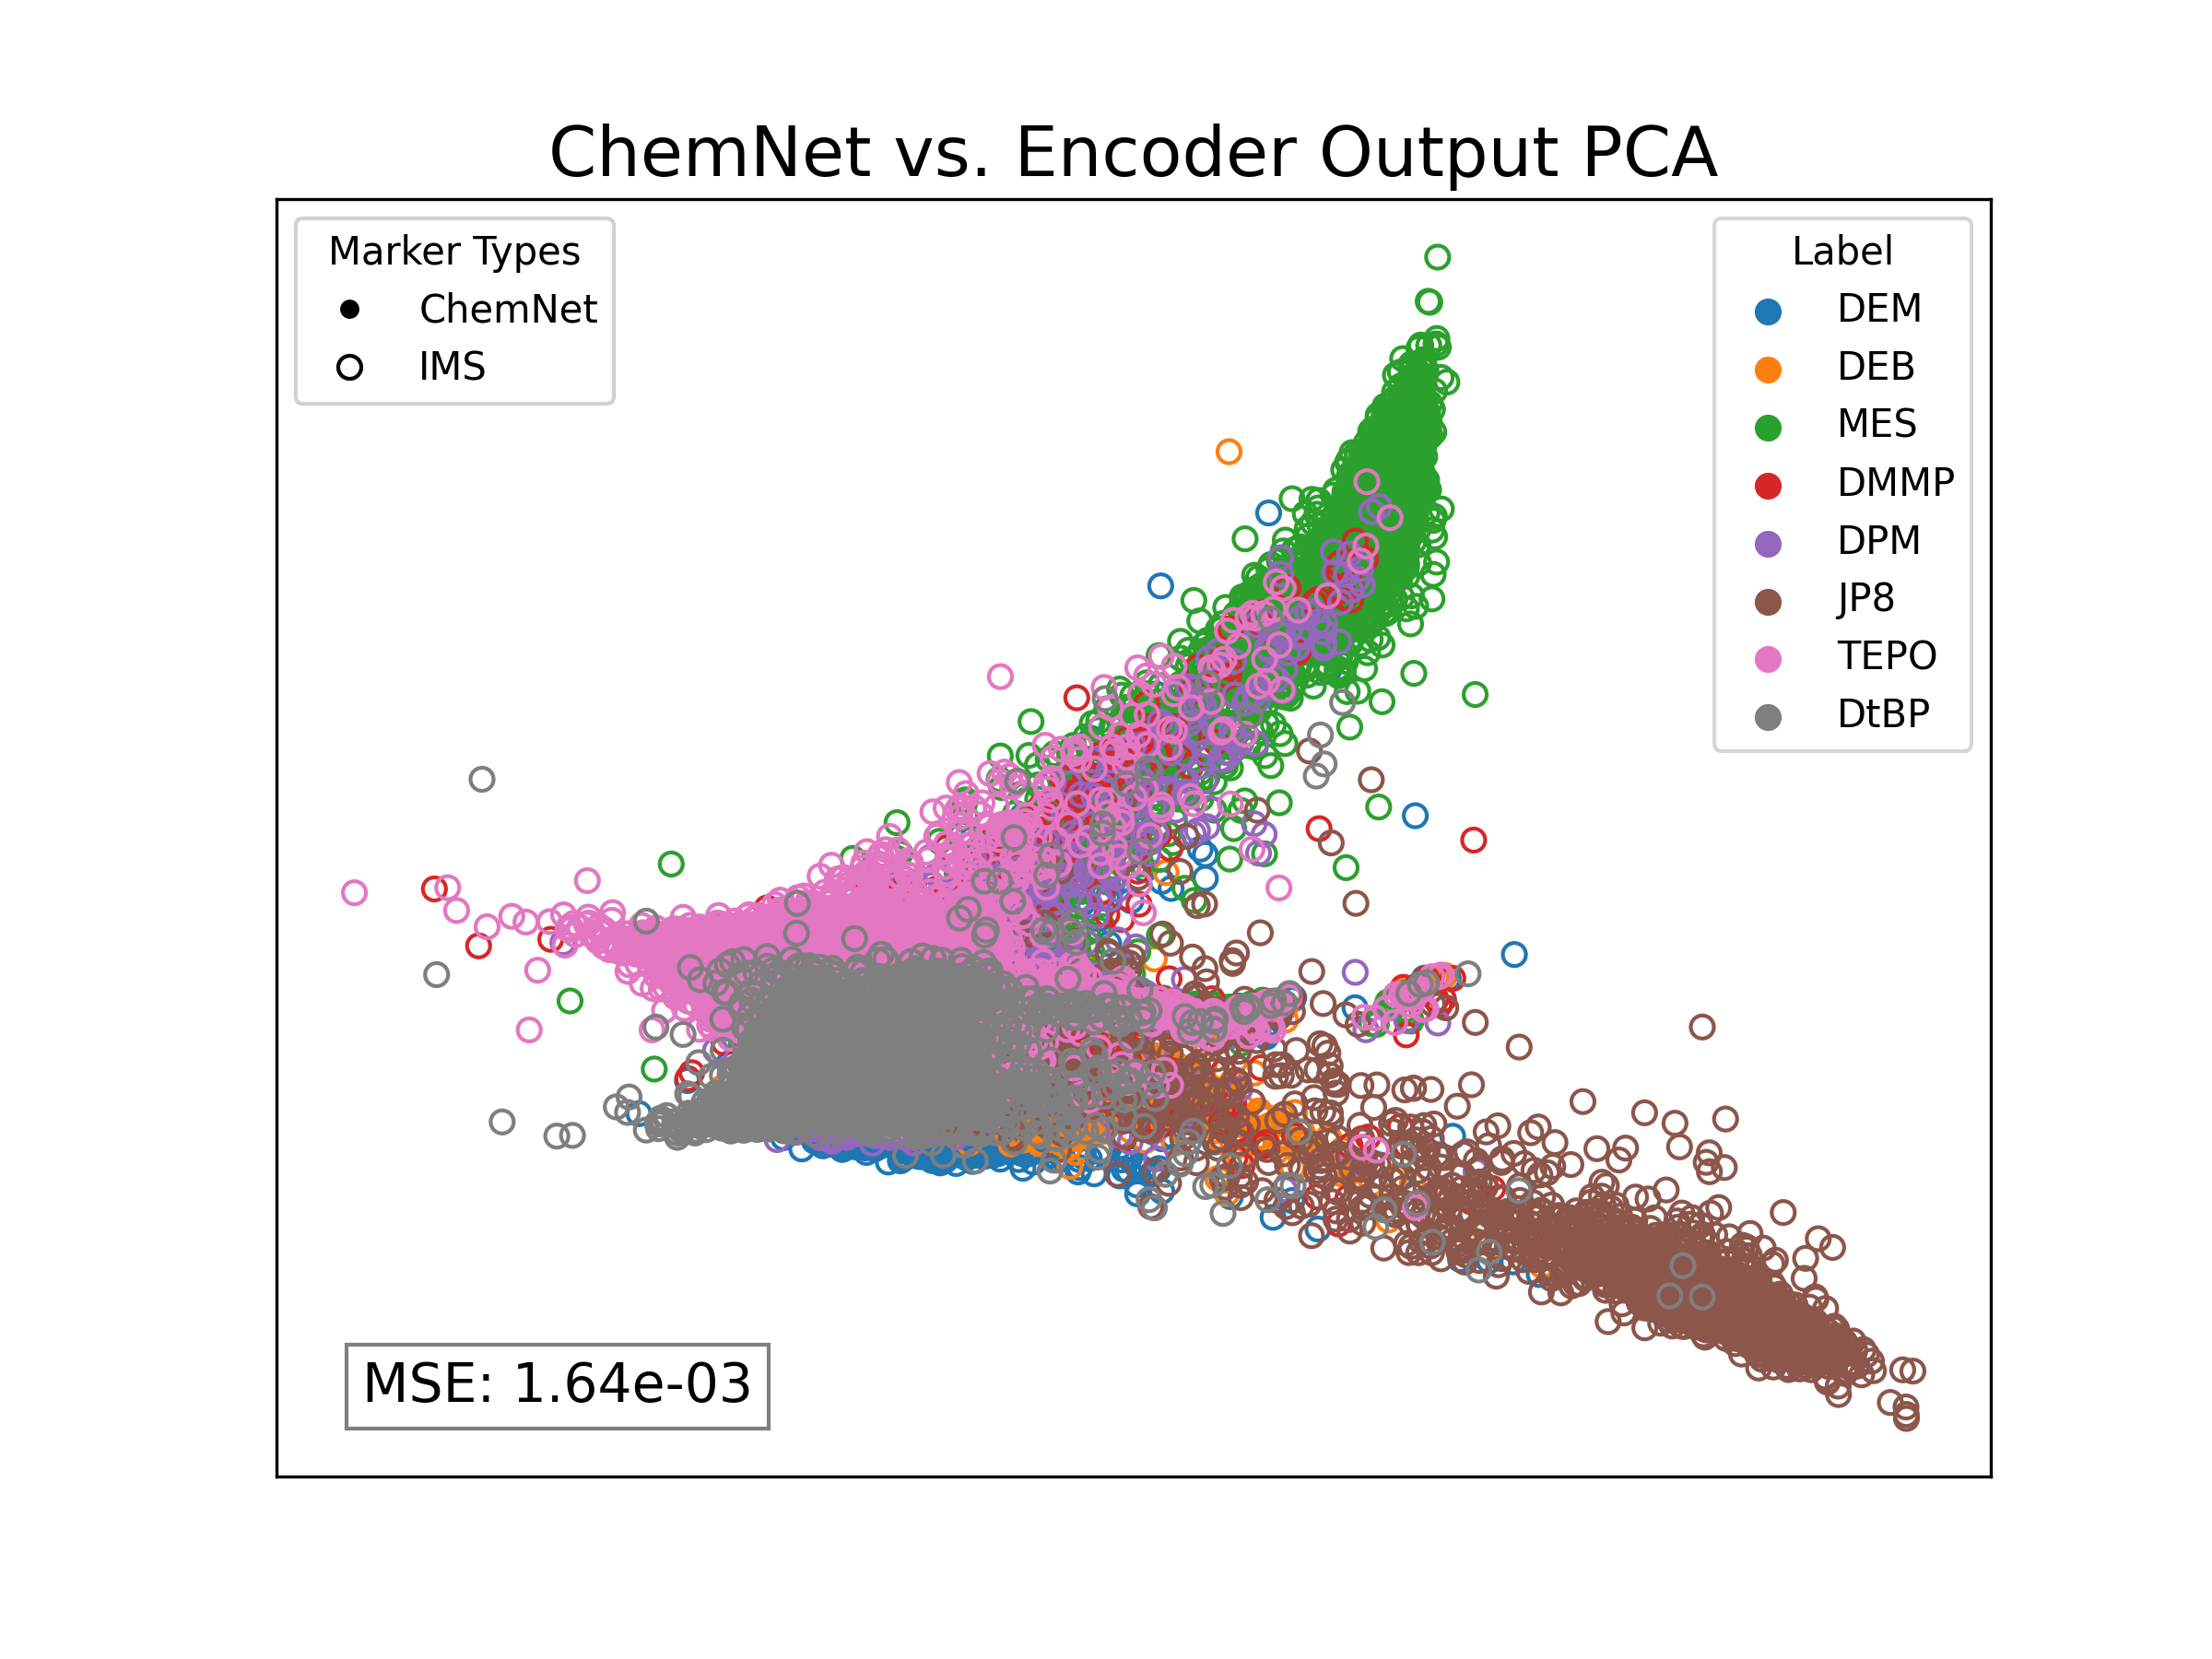 ChemNet vs. Encoder Output PCA
Marker Types
ChemNet
IMS
Label
DEM
DEB
MES
DMMP
DPM
JP8
TEPO
DtBP
MSE: 1.64e-03